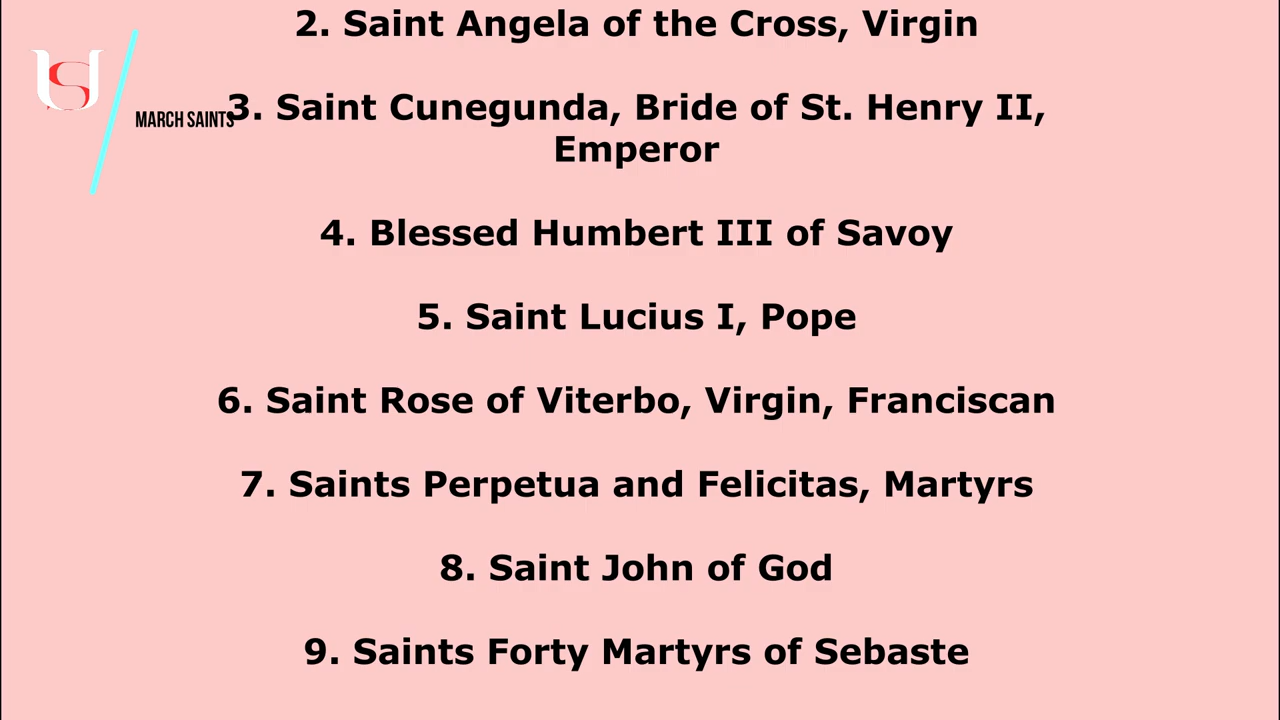 2. Saint Angela of the Cross, Virgin
US
MARCH SAINTS
3. Saint Cunegunda, Bride of St. Henry II,
Emperor
4. Blessed Humbert III of Savoy
5. Saint Lucius I, Pope
6. Saint Rose of Viterbo, Virgin, Franciscan
7. Saints Perpetua and Felicitas, Martyrs
8. Saint John of God
9. Saints Forty Martyrs of Sebaste